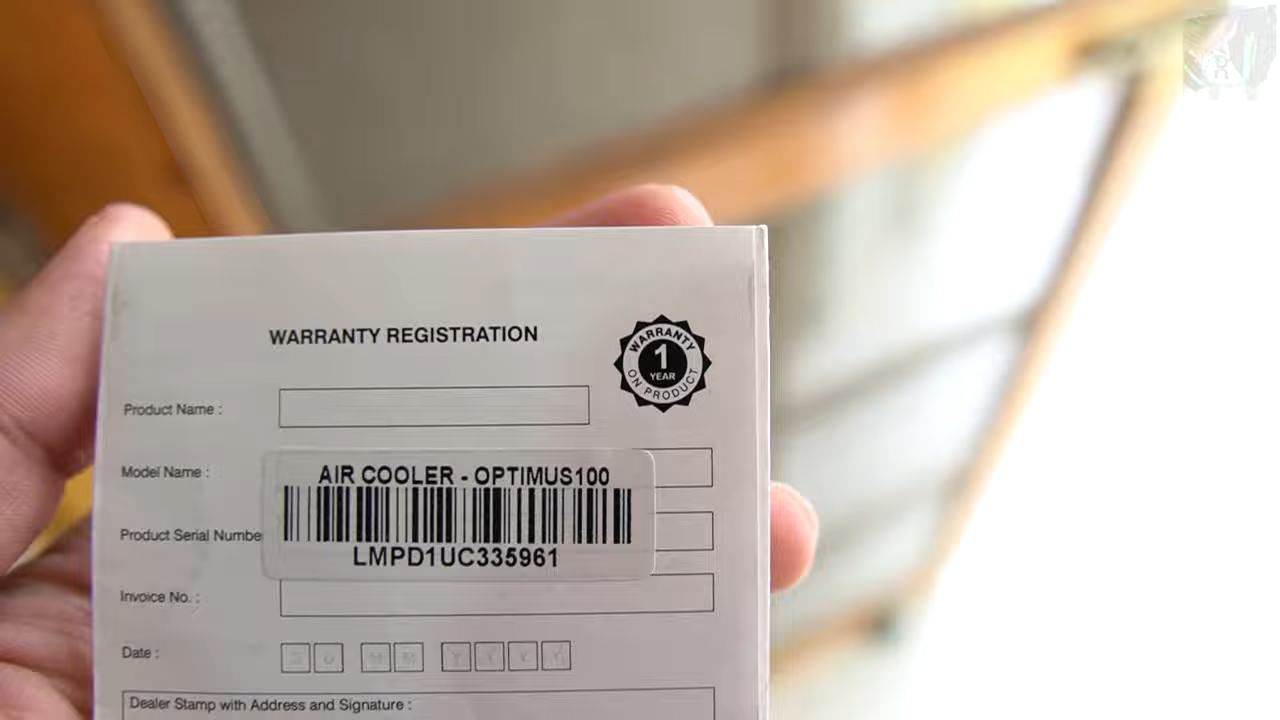 WARRANTY REGISTRATION
WARRANTY
1
YEAR
ON PRODUCT
Product Name :
Model Name :
AIR COOLER - OPTIMUS100
Product Serial Numbe
LMPD1UC335961
Invoice No. :
Date :
Dealer Stamp with Address and Signature :